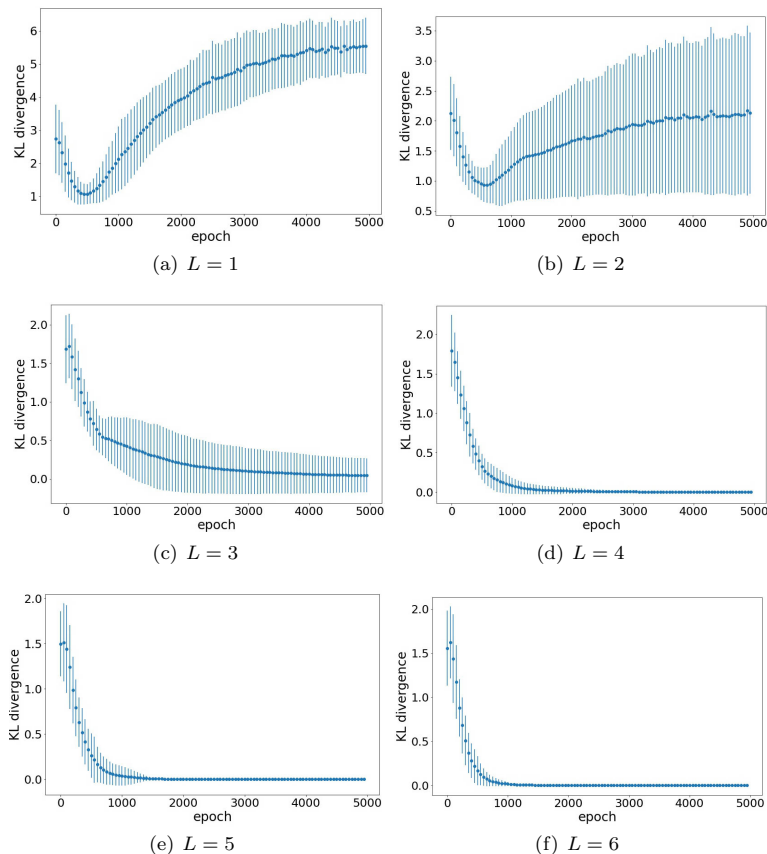 KL divergence
6
5
4
3
2
1
0 1000 2000 3000 4000 5000
epoch
(a) L = 1
KL divergence
3.5
3.0
2.5
2.0
1.5
1.0
0.5
0 1000 2000 3000 4000 5000
epoch
(b) L = 2
KL divergence
2.0
1.5
1.0
0.5
0.0
0 1000 2000 3000 4000 5000
epoch
(c) L = 3
KL divergence
2.0
1.5
1.0
0.5
0.0
0 1000 2000 3000 4000 5000
epoch
(d) L = 4
KL divergence
2.0
1.5
1.0
0.5
0.0
0 1000 2000 3000 4000 5000
epoch
(e) L = 5
KL divergence
2.0
1.5
1.0
0.5
0.0
0 1000 2000 3000 4000 5000
epoch
(f) L = 6